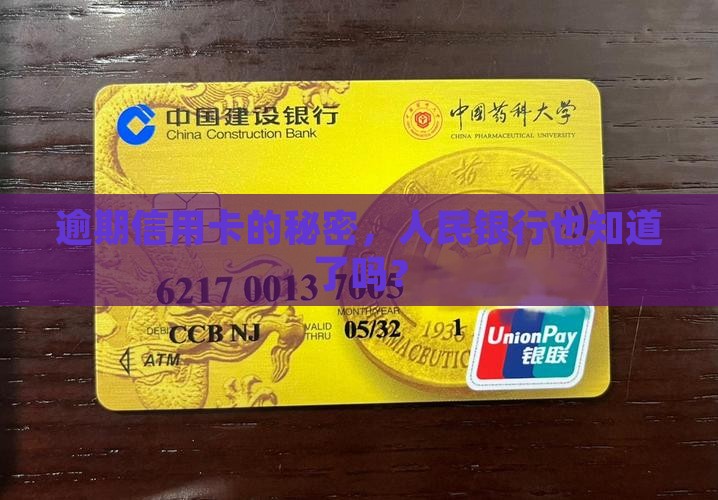 中国建设银行
China Construction Bank
中国药科大学
CHINA PHARMACEUTICAL UNIVERSITY
逾期信用卡的秘密，人民银行也知道
了吗？
6217 0013
MONTH/YEAR
CCB NJ
VALID
THRU
05/32
1
1936
ATM
UnionPay
银联